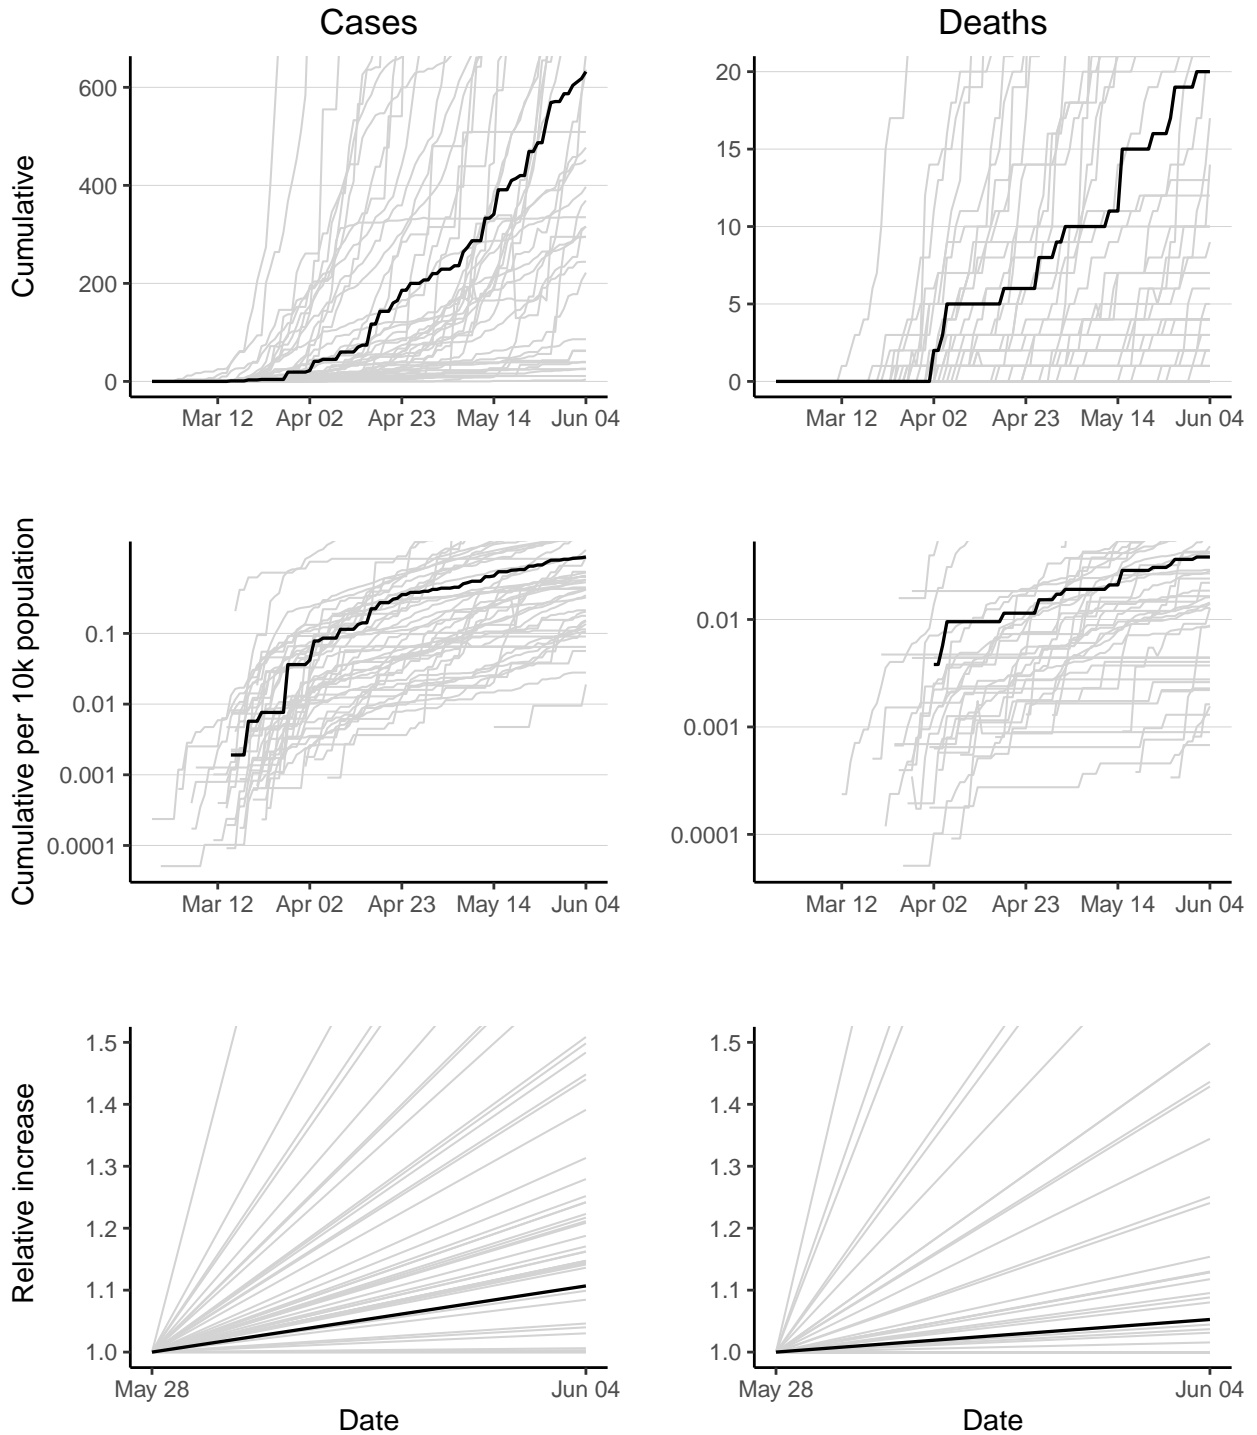 Cases
Deaths
Cumulative
600
400
200
0
Mar 12 Apr 02 Apr 23 May 14 Jun 04
20
15
10
5
0
Mar 12 Apr 02 Apr 23 May 14 Jun 04
Cumulative per 10k population
0.1
0.01
0.001
0.0001
Mar 12 Apr 02 Apr 23 May 14 Jun 04
0.01
0.001
0.0001
Mar 12 Apr 02 Apr 23 May 14 Jun 04
Relative increase
1.5
1.4
1.3
1.2
1.1
1.0
May 28 Jun 04
Date
1.5
1.4
1.3
1.2
1.1
1.0
May 28 Jun 04
Date